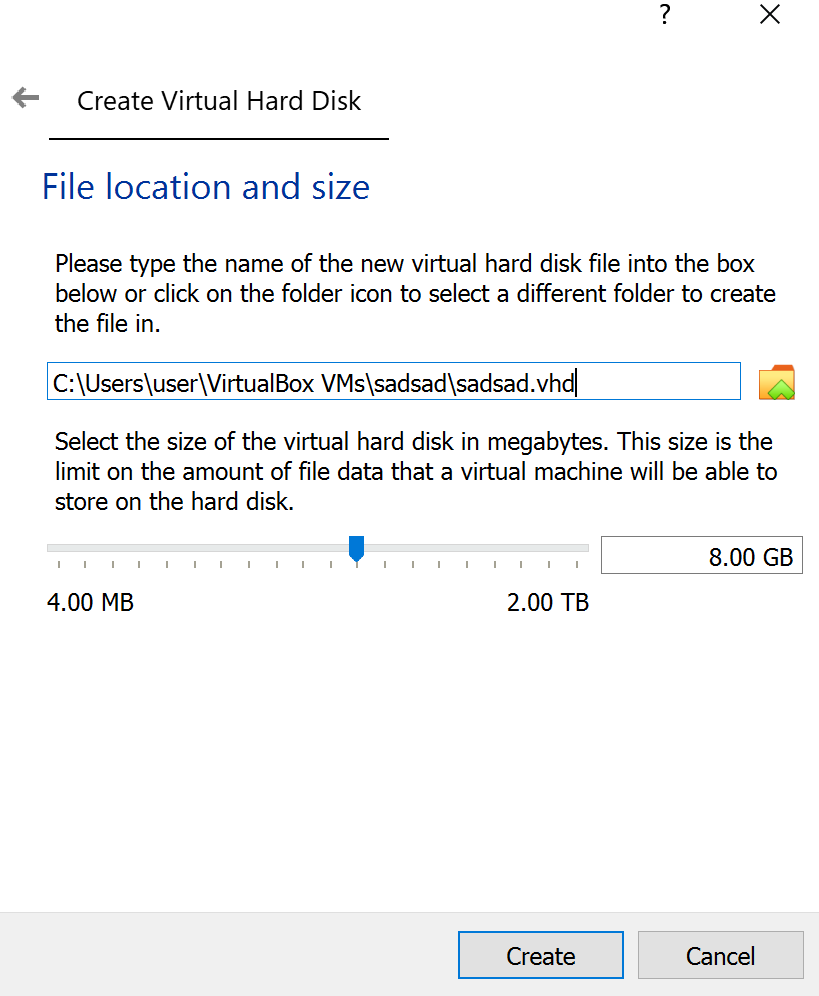 ?
Create Virtual Hard Disk
File location and size
Please type the name of the new virtual hard disk file into the box
below or click on the folder icon to select a different folder to create
the file in.
C:\Users\user\VirtualBox VMs\sadsad\sadsad.vhd
Select the size of the virtual hard disk in megabytes. This size is the
limit on the amount of file data that a virtual machine will be able to
store on the hard disk.
8.00 GB
4.00 MB 2.00 TB
Create Cancel